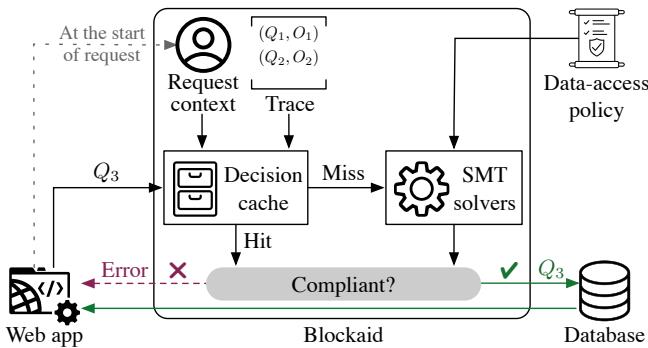 At the start
of request
(Q₁, O₁)
(Q₂, O₂)
Request
context
Trace
Data-access
policy
Q₃
Decision
cache
Miss
SMT
solvers
Hit
Error
Compliant?
Q₃
Web app
Blockaid
Database